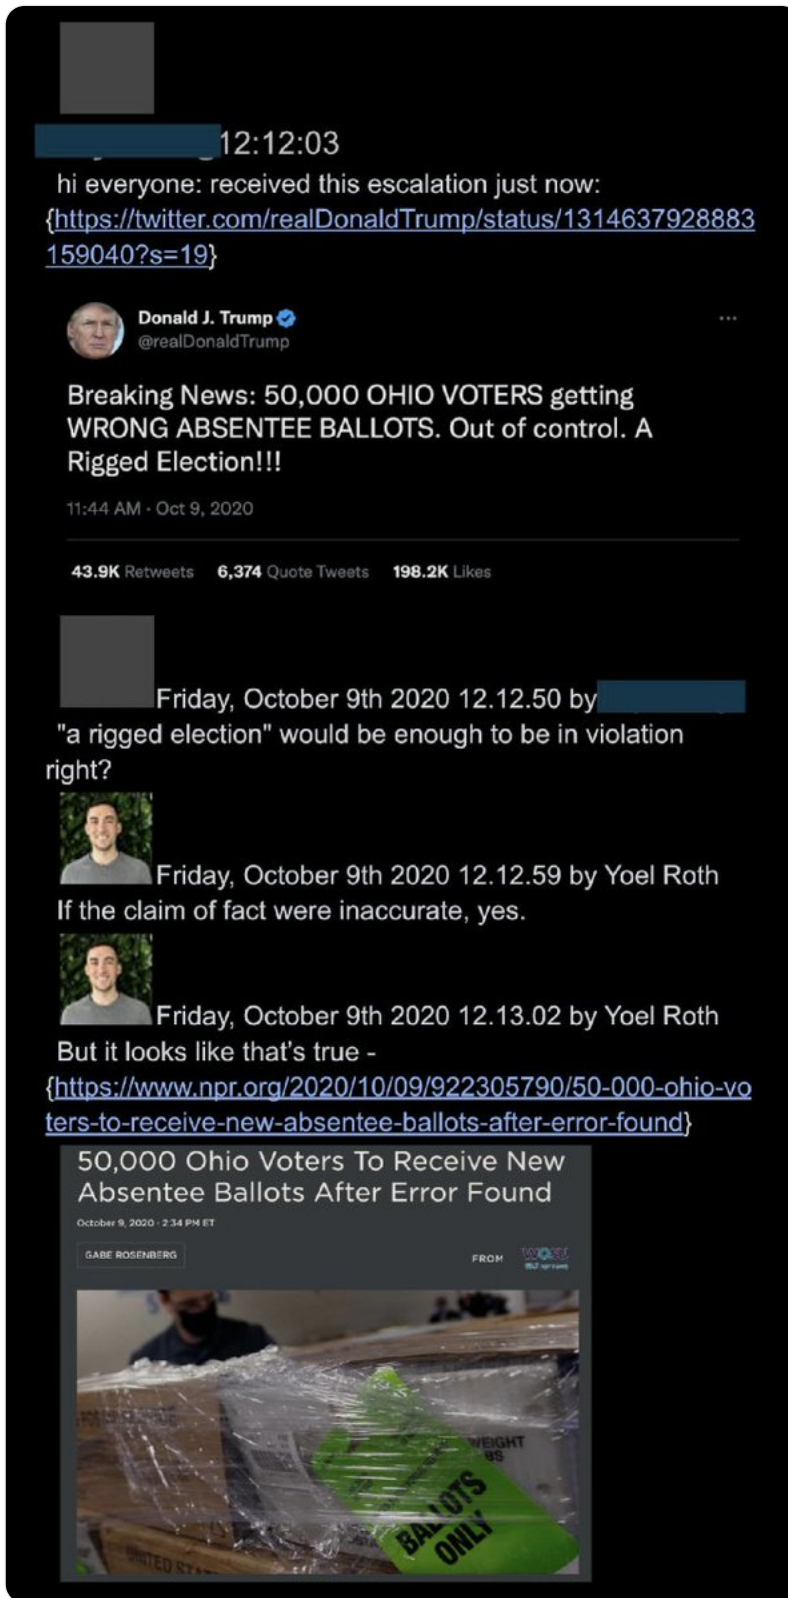 12:12:03
hi everyone: received this escalation just now:
{https://twitter.com/realDonaldTrump/status/1314637928883
159040?s=19}
Donald J. Trump
@realDonaldTrump
...
Breaking News: 50,000 OHIO VOTERS getting
WRONG ABSENTEE BALLOTS. Out of control. A
Rigged Election!!!
11:44 AM · Oct 9, 2020
43.9K Retweets 6,374 Quote Tweets 198.2K Likes
Friday, October 9th 2020 12.12.50 by
"a rigged election" would be enough to be in violation
right?
Friday, October 9th 2020 12.12.59 by Yoel Roth
If the claim of fact were inaccurate, yes.
Friday, October 9th 2020 12.13.02 by Yoel Roth
But it looks like that's true -
{https://www.npr.org/2020/10/09/922305790/50-000-ohio-vo
ters-to-receive-new-absentee-ballots-after-error-found}
50,000 Ohio Voters To Receive New
Absentee Ballots After Error Found
October 9, 2020 · 2:34 PM ET
GABE ROSENBERG
FROM WOSU
BALLOTS
ONLY